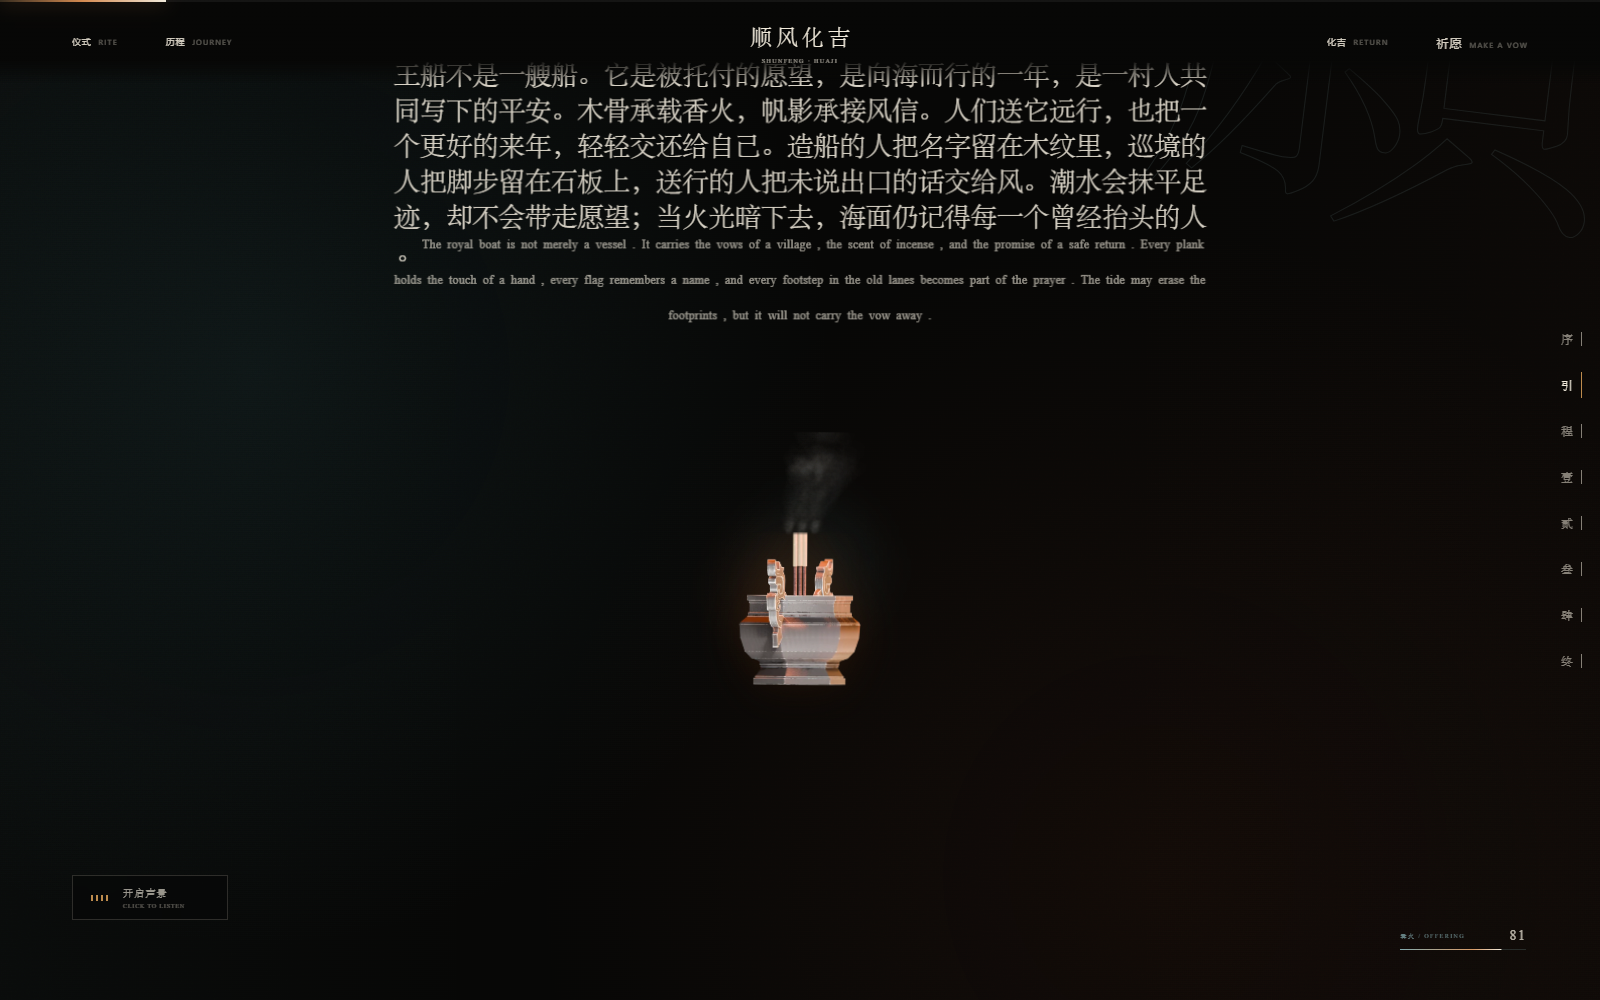 仪式 RITE
历程 JOURNEY
顺风化吉
SHUNFENG · HUAJI
化吉 RETURN
祈愿 MAKE A VOW
王船不是一艘船。它是被托付的愿望，是向海而行的一年，是一村人共
同写下的平安。木骨承载香火，帆影承接风信。人们送它远行，也把一
个更好的来年，轻轻交还给自己。造船的人把名字留在木纹里，巡境的
人把脚步留在石板上，送行的人把未说出口的话交给风。潮水会抹平足
迹，却不会带走愿望；当火光暗下去，海面仍记得每一个曾经抬头的人
。
The royal boat is not merely a vessel . It carries the vows of a village , the scent of incense , and the promise of a safe return . Every plank
holds the touch of a hand , every flag remembers a name , and every footstep in the old lanes becomes part of the prayer . The tide may erase the
footprints , but it will not carry the vow away .
序
引
程
壹
贰
叁
肆
终
开启声景
CLICK TO LISTEN
/ OFFERING
81